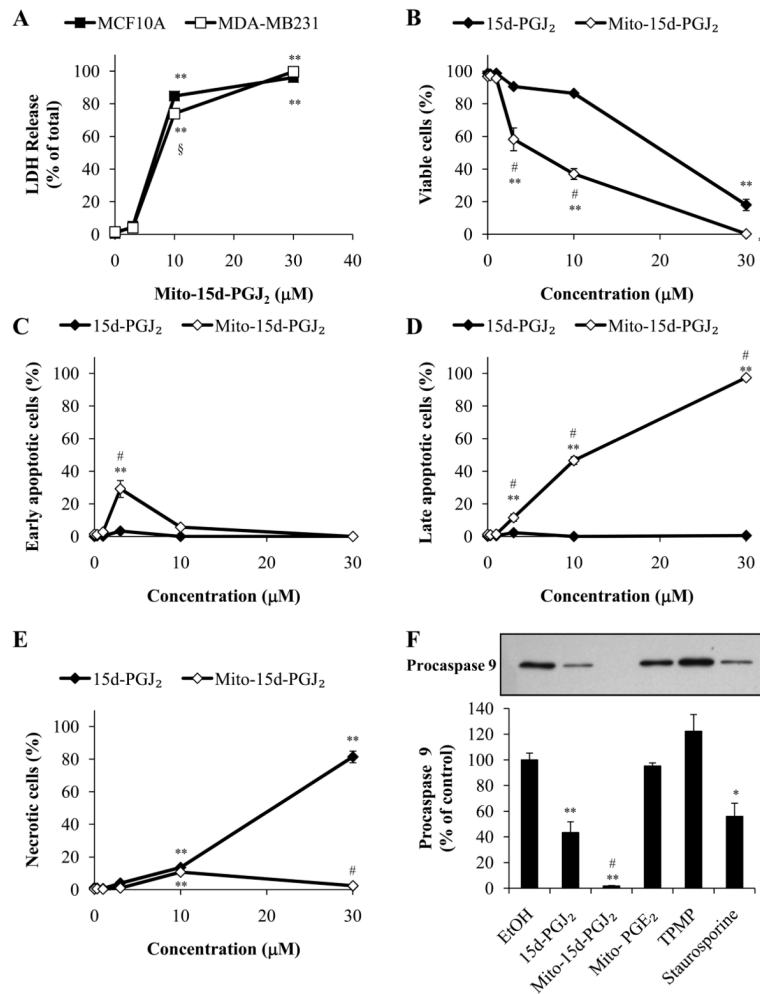 A
MCF10A MDA-MB231
100
80
60
40
20
0
LDH Release
(% of total)
**
**
**
§
0 10 20 30 40
Mito-15d-PGJ₂ (μM)
B
15d-PGJ₂ Mito-15d-PGJ₂
100
80
60
40
20
0
Viable cells (%)
#
**
#
**
**
0 10 20 30
Concentration (μM)
C
15d-PGJ₂ Mito-15d-PGJ₂
100
80
60
40
20
0
Early apoptotic cells (%)
#
**
0 10 20 30
Concentration (μM)
D
15d-PGJ₂ Mito-15d-PGJ₂
100
80
60
40
20
0
Late apoptotic cells (%)
#
**
#
**
#
**
0 10 20 30
Concentration (μM)
E
15d-PGJ₂ Mito-15d-PGJ₂
100
80
60
40
20
0
Necrotic cells (%)
**
**
**
#
0 10 20 30
Concentration (μM)
F
Procaspase 9
140
120
100
80
60
40
20
0
Procaspase 9
(% of control)
**
#
**
*
EtOH
15d-PGJ₂
Mito-15d-PGJ₂
Mito- PGE₂
TPMP
Staurosporine